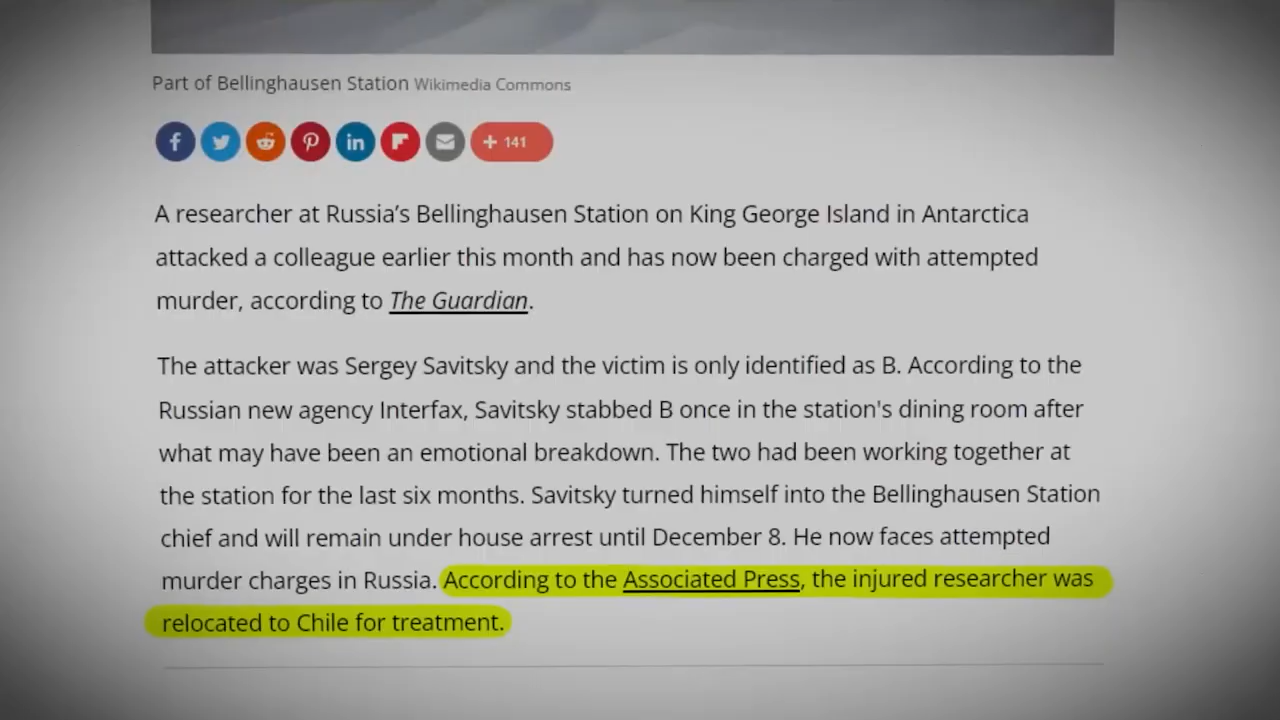 Part of Bellinghausen Station Wikimedia Commons
+ 141
A researcher at Russia’s Bellinghausen Station on King George Island in Antarctica
attacked a colleague earlier this month and has now been charged with attempted
murder, according to The Guardian.
The attacker was Sergey Savitsky and the victim is only identified as B. According to the
Russian new agency Interfax, Savitsky stabbed B once in the station's dining room after
what may have been an emotional breakdown. The two had been working together at
the station for the last six months. Savitsky turned himself into the Bellinghausen Station
chief and will remain under house arrest until December 8. He now faces attempted
murder charges in Russia. According to the Associated Press, the injured researcher was
relocated to Chile for treatment.